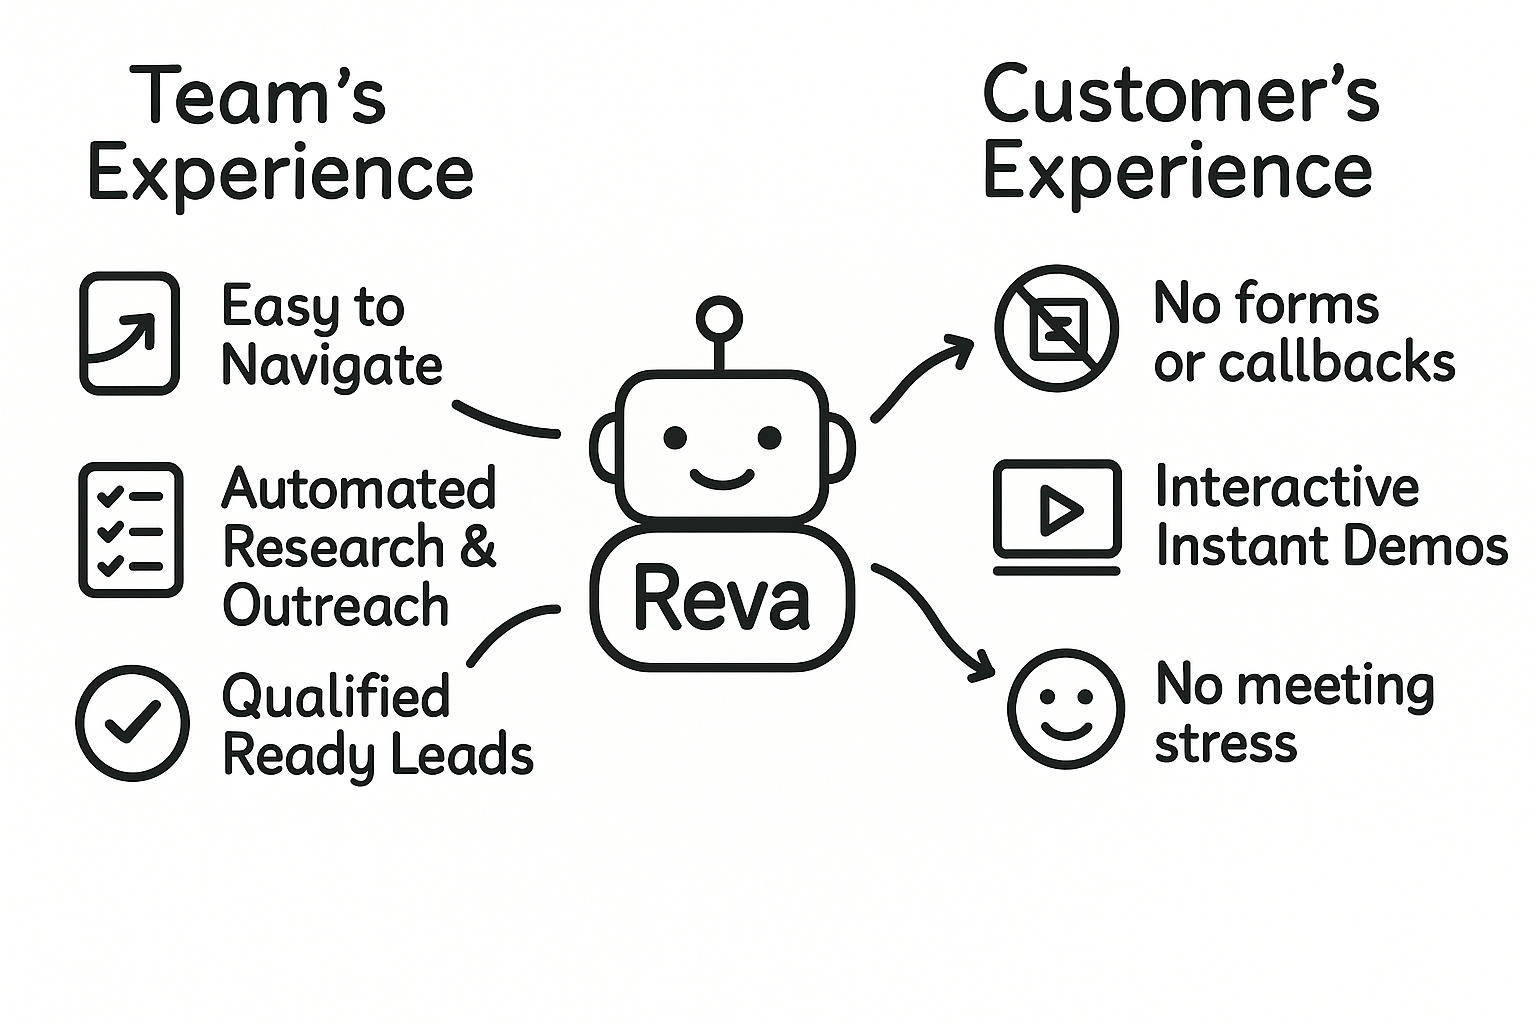 Team's
Experience
Easy to
Navigate
Automated
Research &
Outreach
Qualified
Ready Leads
Reva
Customer's
Experience
No forms
or callbacks
Interactive
Instant Demos
No meeting
stress